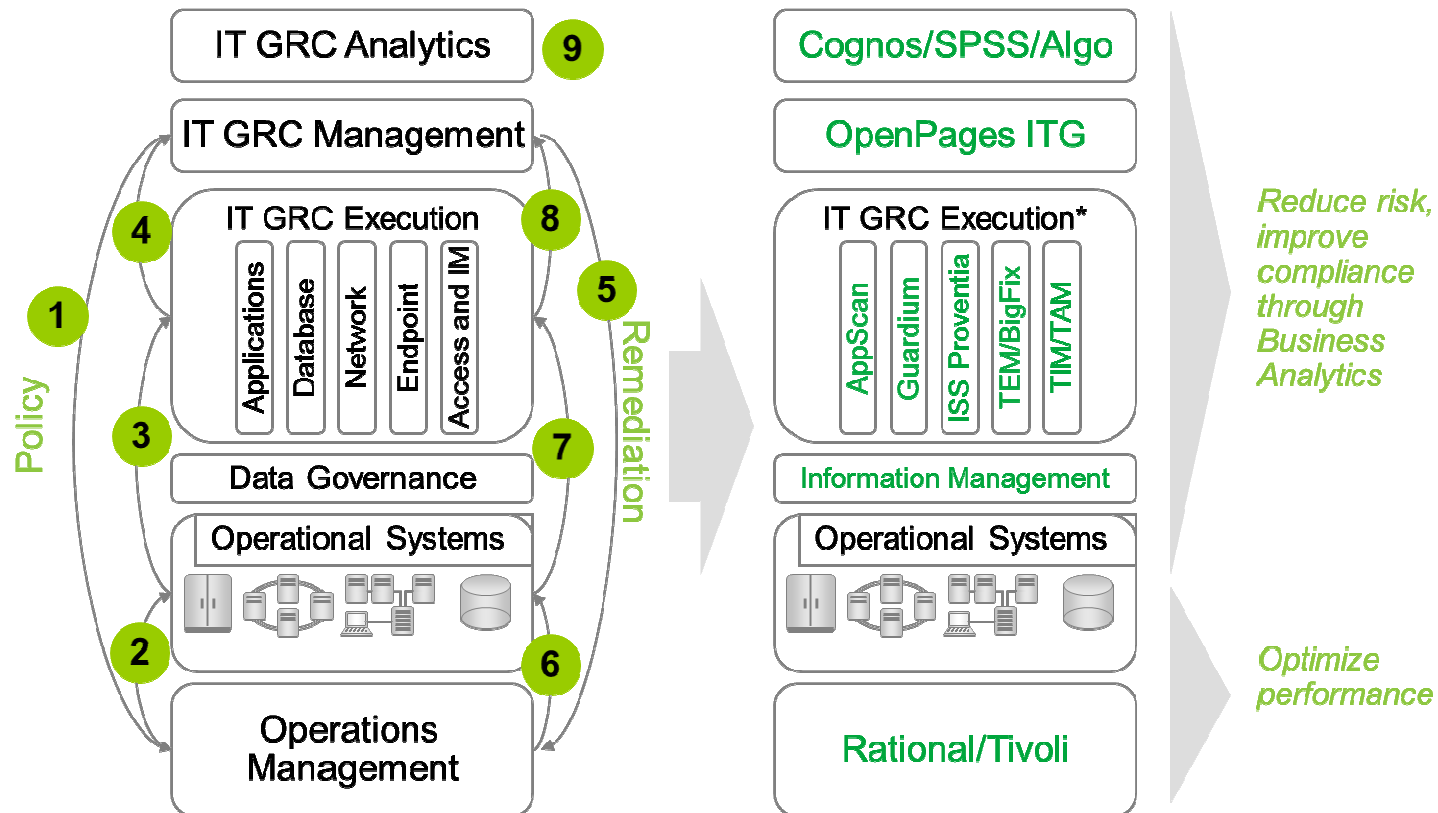 IT GRC Analytics
9
IT GRC Management
4
8
1
5
IT GRC Execution
Applications
Database
Network
Endpoint
Access and IM
Policy
Remediation
3
7
Data Governance
Operational Systems
2
6
Operations
Management
Cognos/SPSS/Algo
OpenPages ITG
IT GRC Execution*
AppScan
Guardium
ISS Proventia
TEM/BigFix
TIM/TAM
Information Management
Operational Systems
Rational/Tivoli
Reduce risk,
improve
compliance
through
Business
Analytics
Optimize
performance